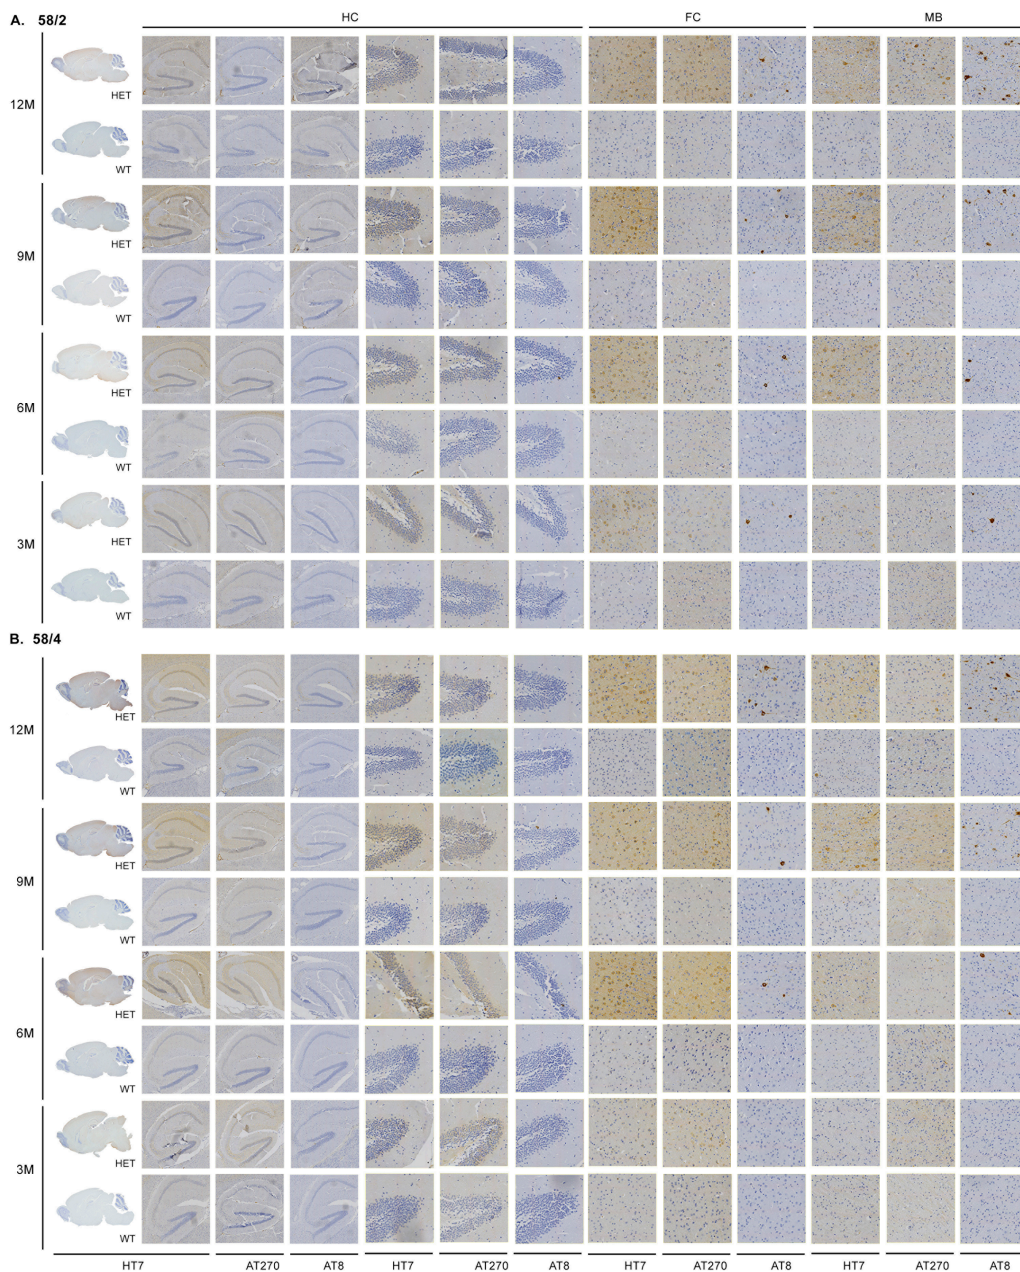 A. 58/2
HC FC MB
12M
HET
WT
9M
HET
WT
6M
HET
WT
3M
HET
WT
B. 58/4
12M
HET
WT
9M
HET
WT
6M
HET
WT
3M
HET
WT
HT7 AT270 AT8 HT7 AT270 AT8 HT7 AT270 AT8 HT7 AT270 AT8